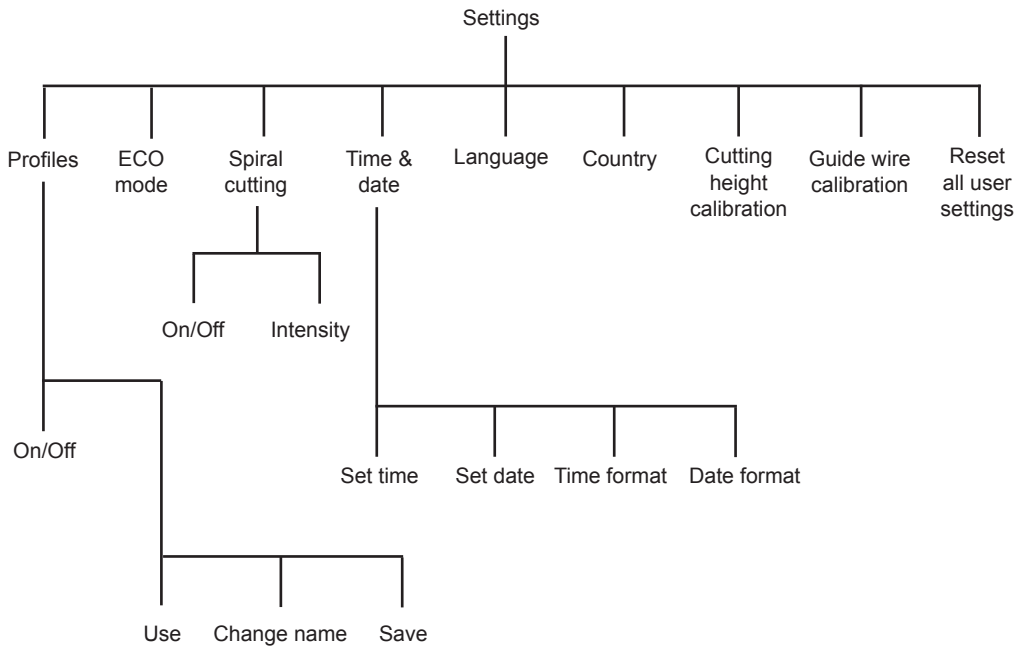 Settings
Profiles
ECO
mode
Spiral
cutting
Time &
date
Language
Country
Cutting
height
calibration
Guide wire
calibration
Reset
all user
settings
On/Off
Intensity
On/Off
Set time
Set date
Time format
Date format
Use
Change name
Save